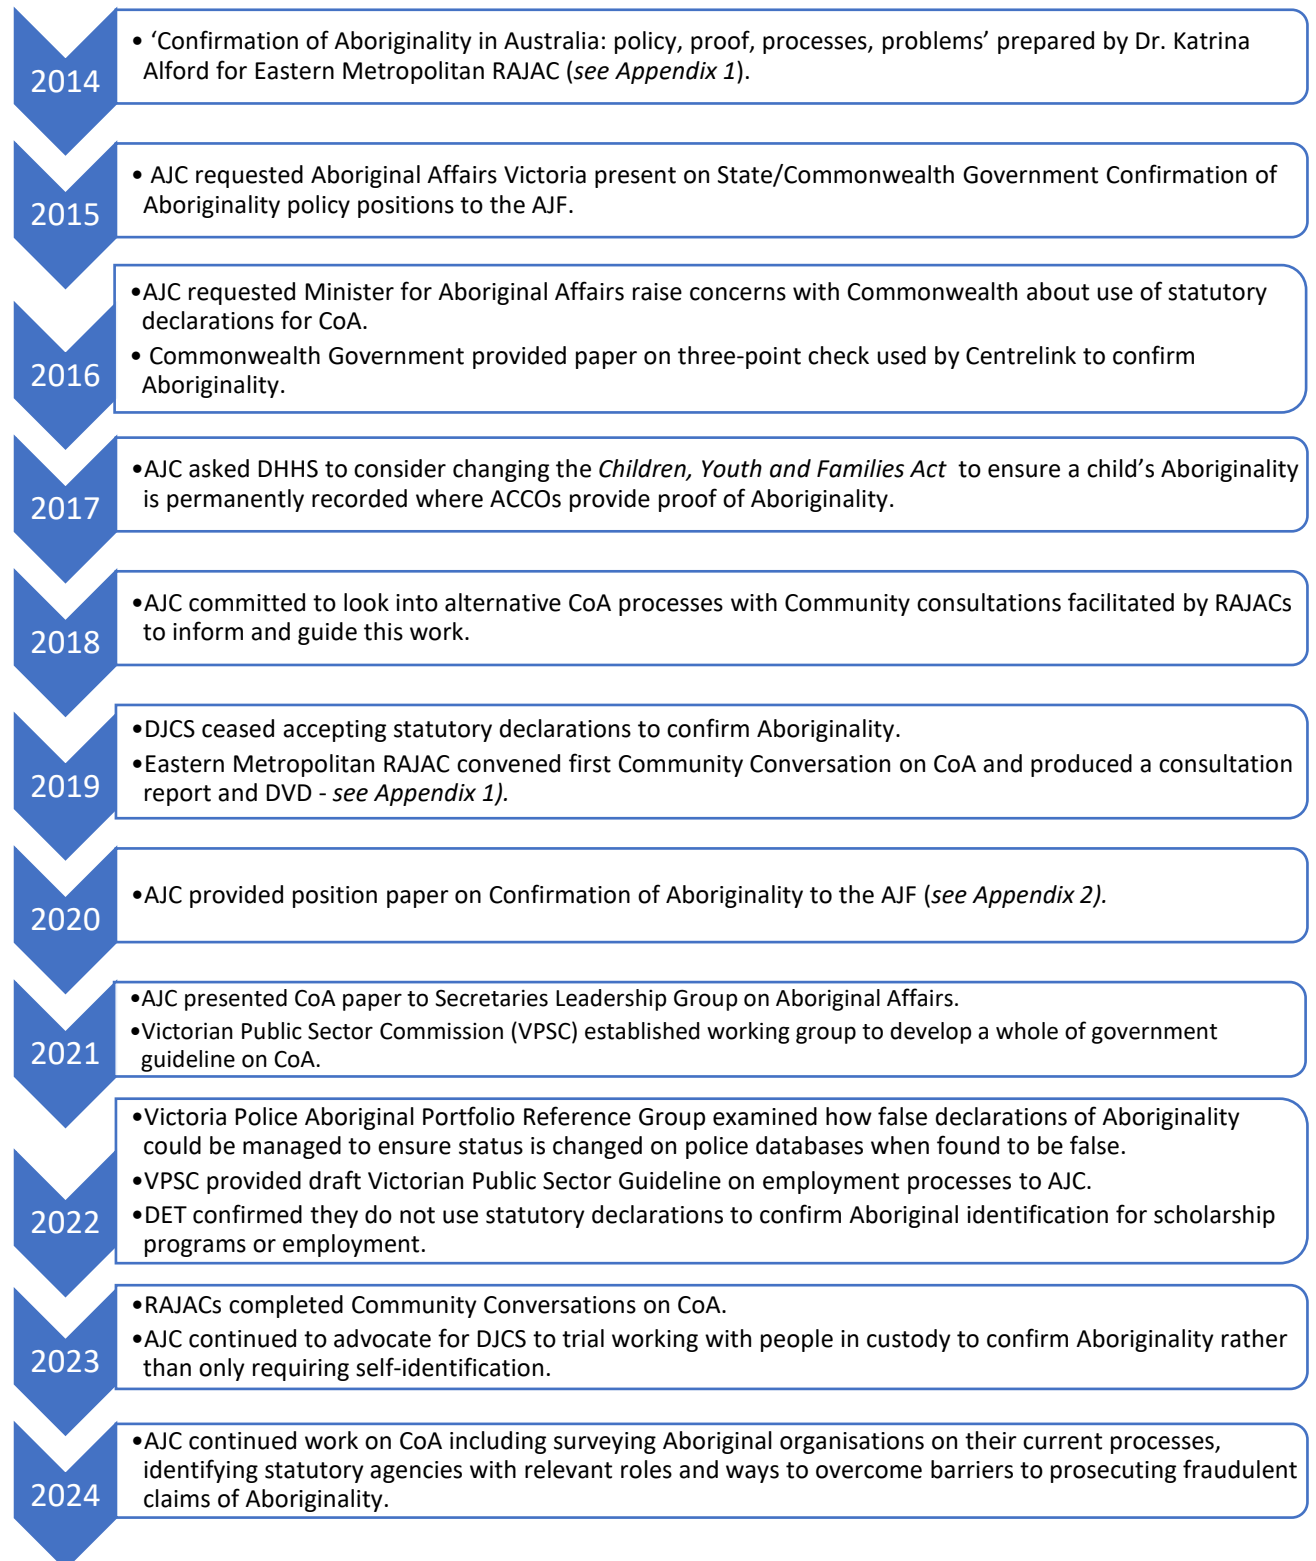 2014
• ‘Confirmation of Aboriginality in Australia: policy, proof, processes, problems’ prepared by Dr. Katrina
Alford for Eastern Metropolitan RAJAC (see Appendix 1).
2015
• AJC requested Aboriginal Affairs Victoria present on State/Commonwealth Government Confirmation of
Aboriginality policy positions to the AJF.
2016
•AJC requested Minister for Aboriginal Affairs raise concerns with Commonwealth about use of statutory
declarations for CoA.
• Commonwealth Government provided paper on three-point check used by Centrelink to confirm
Aboriginality.
2017
•AJC asked DHHS to consider changing the Children, Youth and Families Act to ensure a child’s Aboriginality
is permanently recorded where ACCOs provide proof of Aboriginality.
2018
•AJC committed to look into alternative CoA processes with Community consultations facilitated by RAJACs
to inform and guide this work.
2019
•DJCS ceased accepting statutory declarations to confirm Aboriginality.
•Eastern Metropolitan RAJAC convened first Community Conversation on CoA and produced a consultation
report and DVD - see Appendix 1).
2020
•AJC provided position paper on Confirmation of Aboriginality to the AJF (see Appendix 2).
2021
•AJC presented CoA paper to Secretaries Leadership Group on Aboriginal Affairs.
•Victorian Public Sector Commission (VPSC) established working group to develop a whole of government
guideline on CoA.
2022
•Victoria Police Aboriginal Portfolio Reference Group examined how false declarations of Aboriginality
could be managed to ensure status is changed on police databases when found to be false.
•VPSC provided draft Victorian Public Sector Guideline on employment processes to AJC.
•DET confirmed they do not use statutory declarations to confirm Aboriginal identification for scholarship
programs or employment.
2023
•RAJACs completed Community Conversations on CoA.
•AJC continued to advocate for DJCS to trial working with people in custody to confirm Aboriginality rather
than only requiring self-identification.
2024
•AJC continued work on CoA including surveying Aboriginal organisations on their current processes,
identifying statutory agencies with relevant roles and ways to overcome barriers to prosecuting fraudulent
claims of Aboriginality.